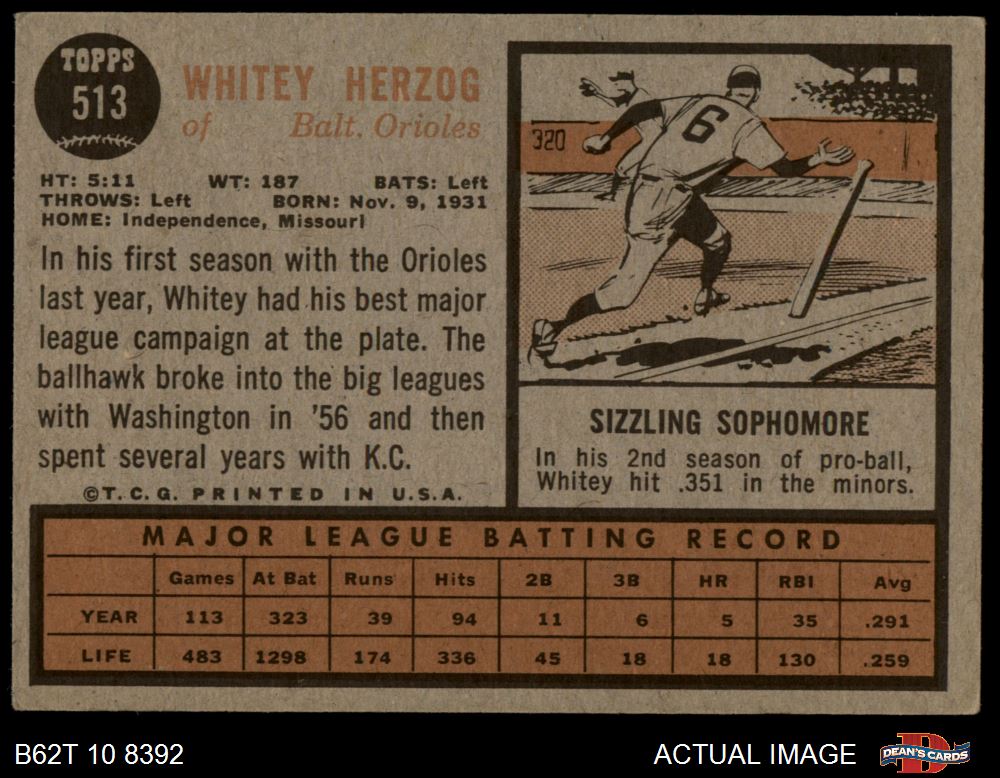 TOPPS
513
WHITEY HERZOG
of Balt. Orioles
HT: 5:11 WT: 187 BATS: Left
THROWS: Left BORN: Nov. 9, 1931
HOME: Independence, Missouri
In his first season with the Orioles
last year, Whitey had his best major
league campaign at the plate. The
ballhawk broke into the big leagues
with Washington in '56 and then
spent several years with K.C.
©T.C.G. PRINTED IN U.S.A.
320
6
SIZZLING SOPHOMORE
In his 2nd season of pro-ball,
Whitey hit .351 in the minors.
MAJOR LEAGUE BATTING RECORD
Games At Bat Runs Hits 2B 3B HR RBI Avg
YEAR 113 323 39 94 11 6 5 35 .291
LIFE 483 1298 174 336 45 18 18 130 .259
B62T 10 8392
ACTUAL IMAGE
DEAN'S CARDS